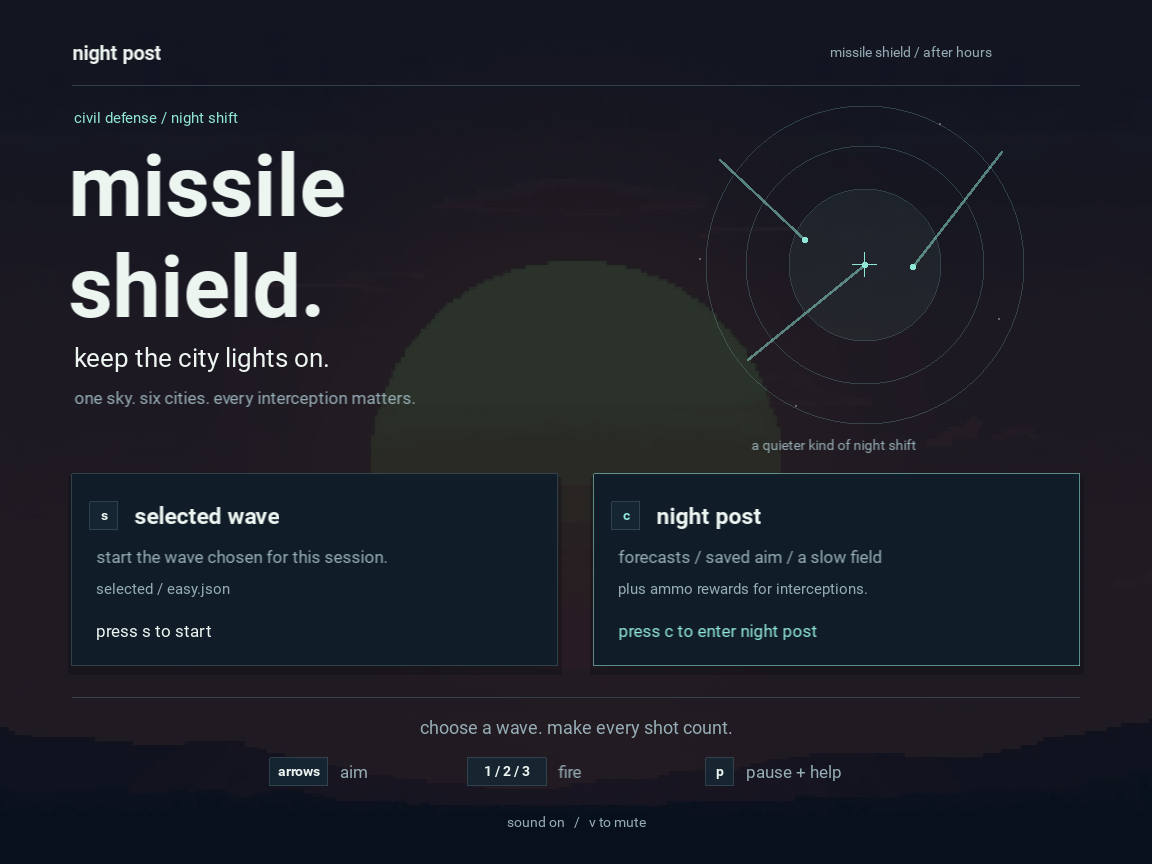 night post
missile shield / after hours
civil defense / night shift
missile
shield.
keep the city lights on.
one sky. six cities. every interception matters.
a quieter kind of night shift
s selected wave
start the wave chosen for this session.
selected / easy.json
press s to start
c night post
forecasts / saved aim / a slow field
plus ammo rewards for interceptions.
press c to enter night post
choose a wave. make every shot count.
arrows aim 1 / 2 / 3 fire p pause + help
sound on / v to mute